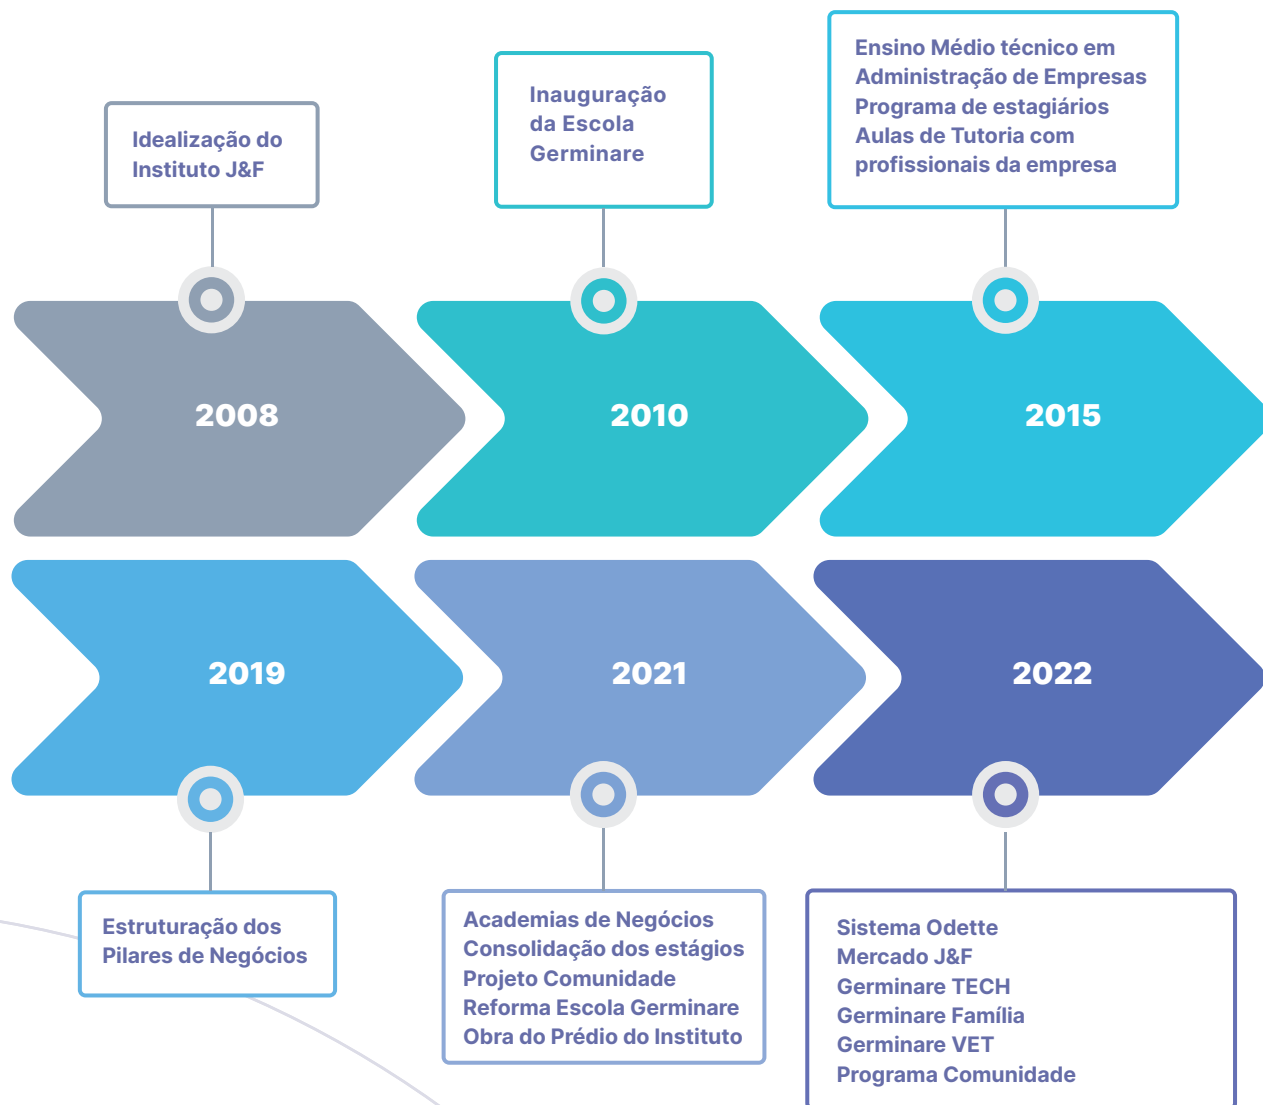 Idealização do
Instituto J&F
Inauguração
da Escola
Germinare
Ensino Médio técnico em
Administração de Empresas
Programa de estagiários
Aulas de Tutoria com
profissionais da empresa
2008
2010
2015
2019
2021
2022
Estruturação dos
Pilares de Negócios
Academias de Negócios
Consolidação dos estágios
Projeto Comunidade
Reforma Escola Germinare
Obra do Prédio do Instituto
Sistema Odette
Mercado J&F
Germinare TECH
Germinare Família
Germinare VET
Programa Comunidade